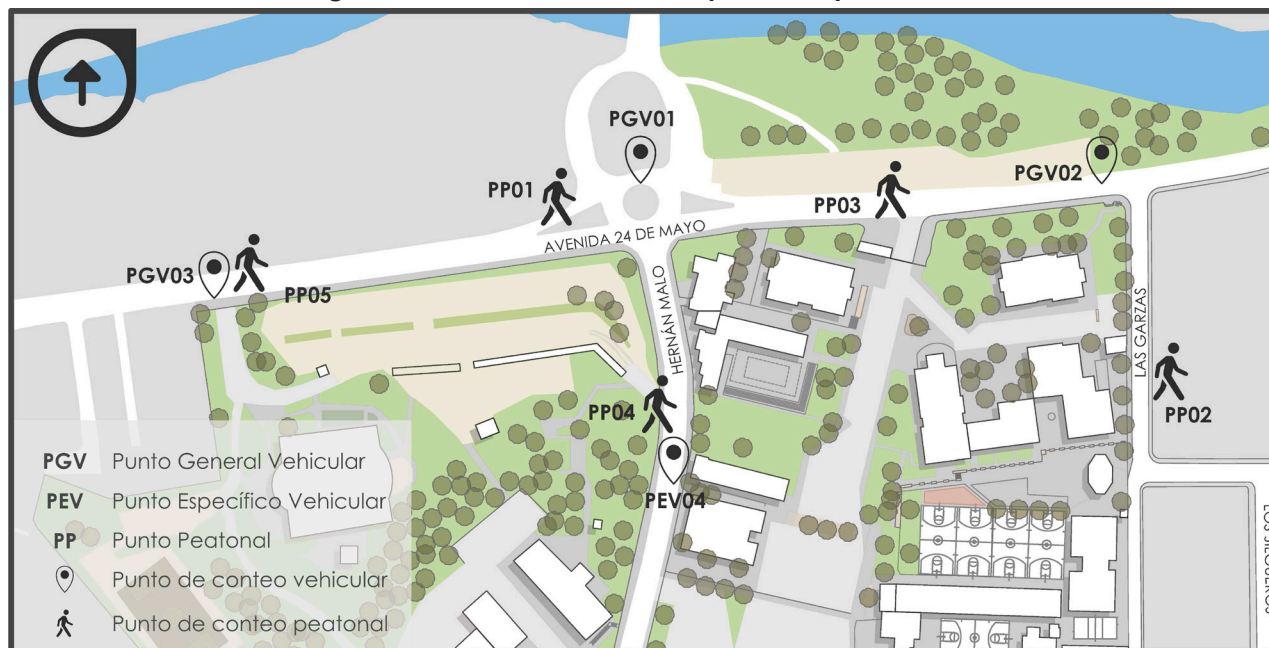 PGV01
PGV02
PP01
PP03
AVENIDA 24 DE MAYO
PGV03
PP05
HERNÁN MALO
LAS GARZAS
PP02
PP04
PEV04
PGV Punto General Vehicular
PEV Punto Específico Vehicular
PP Punto Peatonal
Punto de conteo vehicular
Punto de conteo peatonal